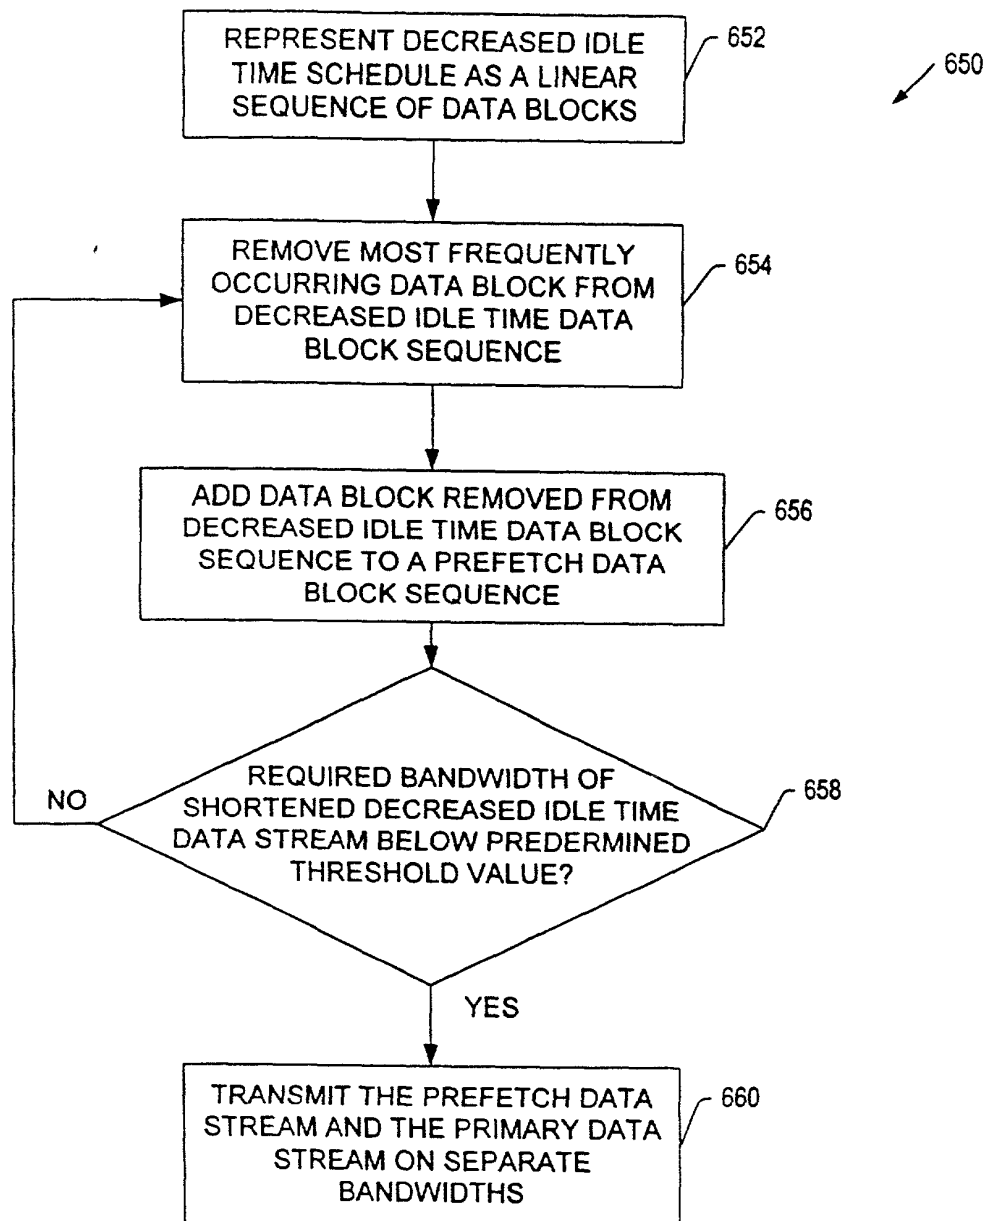 REPRESENT DECREASED IDLE
TIME SCHEDULE AS A LINEAR
SEQUENCE OF DATA BLOCKS
652
650
REMOVE MOST FREQUENTLY
OCCURRING DATA BLOCK FROM
DECREASED IDLE TIME DATA
BLOCK SEQUENCE
654
ADD DATA BLOCK REMOVED FROM
DECREASED IDLE TIME DATA BLOCK
SEQUENCE TO A PREFETCH DATA
BLOCK SEQUENCE
656
REQUIRED BANDWIDTH OF
SHORTENED DECREASED IDLE TIME
DATA STREAM BELOW PREDERMINED
THRESHOLD VALUE?
658
NO
YES
TRANSMIT THE PREFETCH DATA
STREAM AND THE PRIMARY DATA
STREAM ON SEPARATE
BANDWIDTHS
660